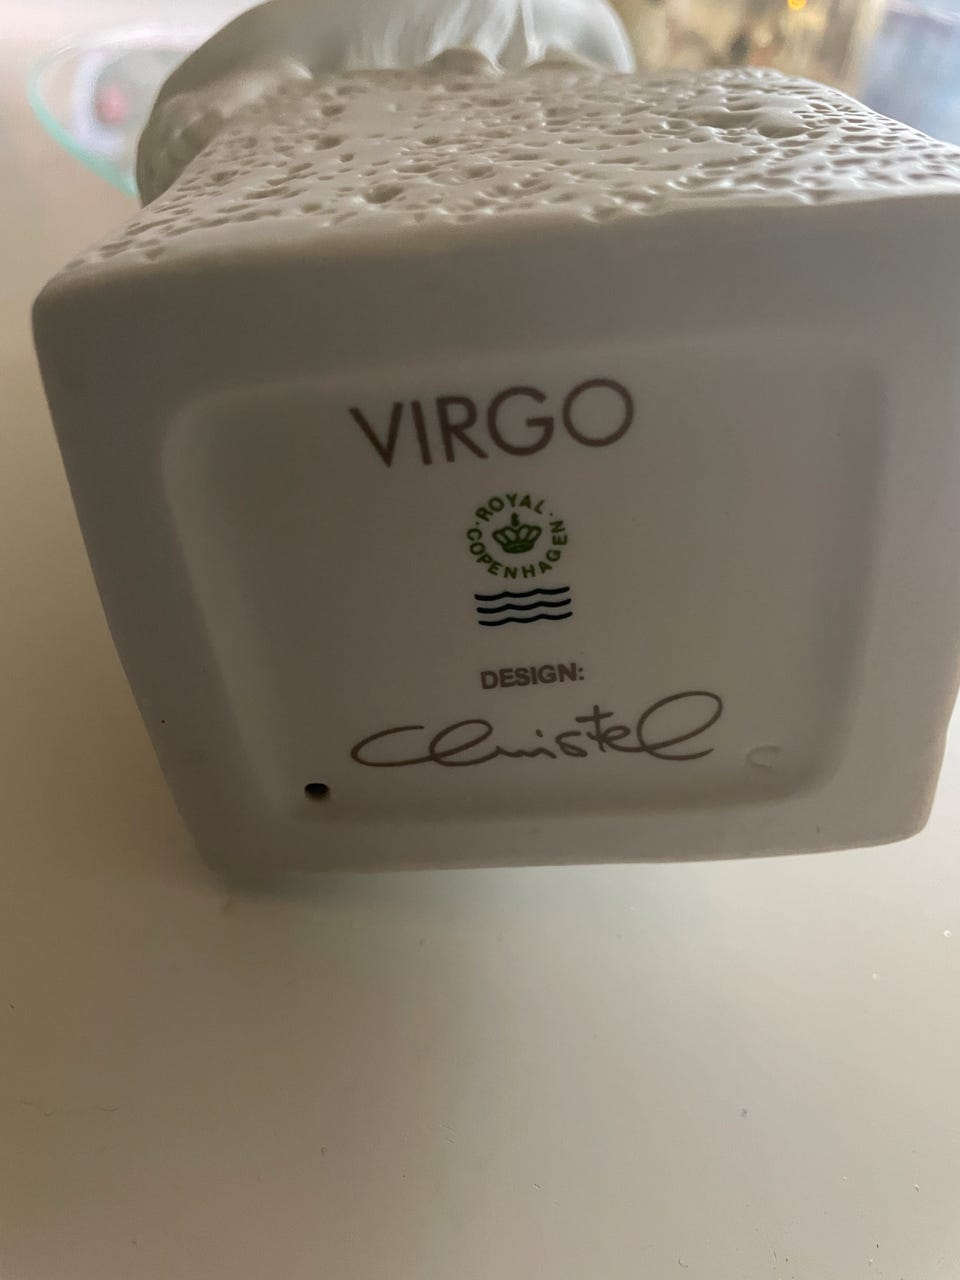 VIRGO
ROYAL
COPENHAGEN
DESIGN:
Christel